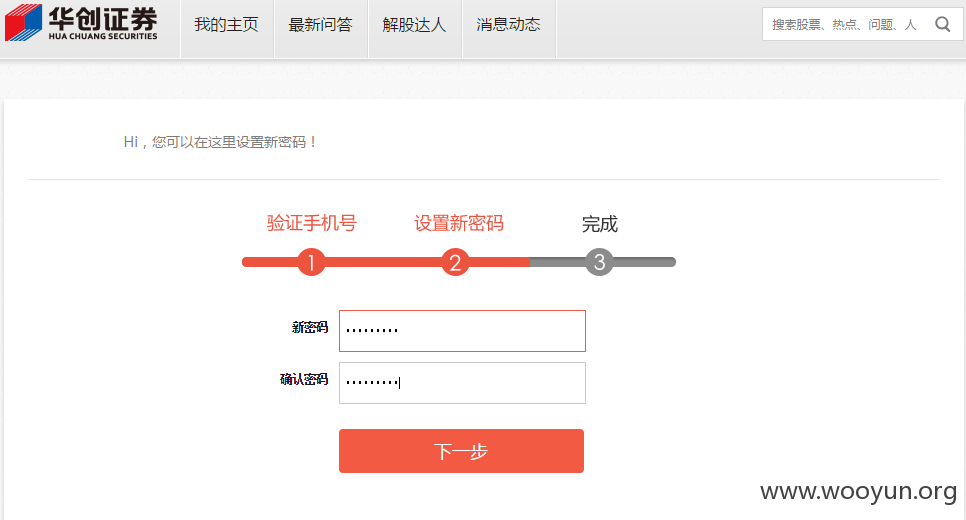 华创证券
HUA CHUANG SECURITIES
我的主页
最新问答
解股达人
消息动态
搜索股票、热点、问题、人
Hi，您可以在这里设置新密码！
验证手机号
设置新密码
完成
1
2
3
新密码
确认密码
下一步
www.wooyun.org